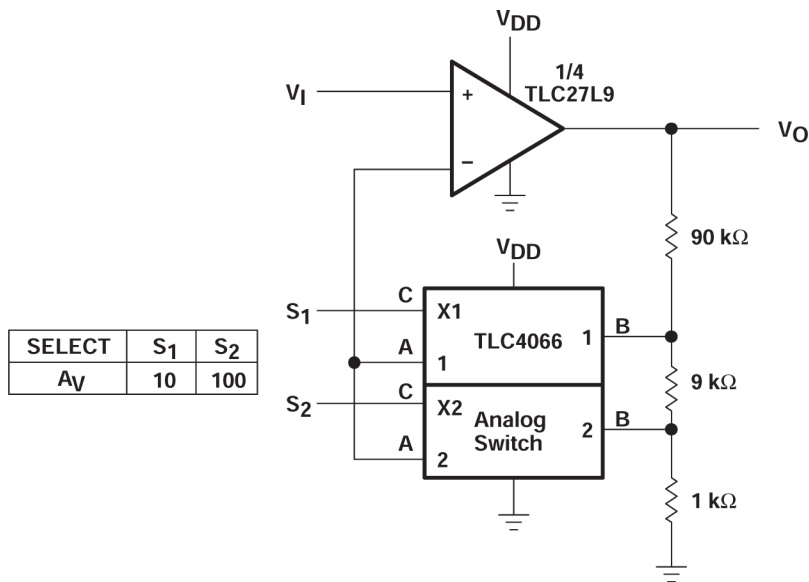 VDD
1/4
TLC27L9
VI
+
−
VO
90 kΩ
VDD
S1
C
X1
TLC4066
1
B
A
1
9 kΩ
SELECT S1 S2
AV 10 100
S2
C
X2
Analog
Switch
2
B
A
2
1 kΩ